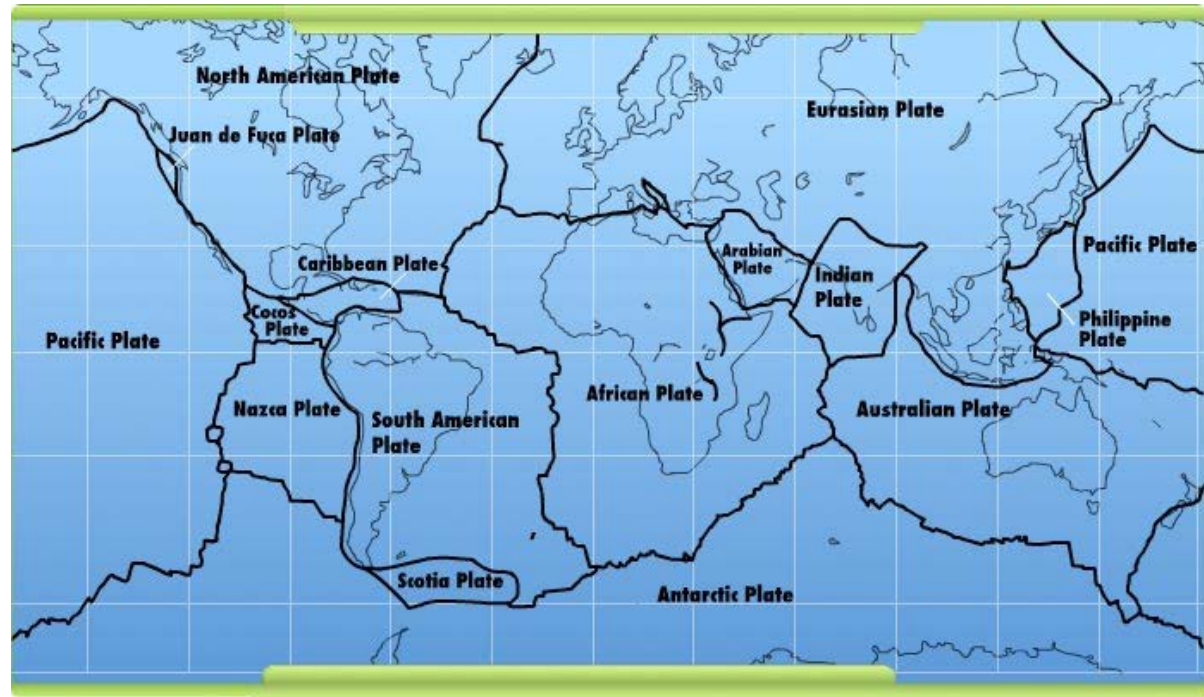 North American Plate
Eurasian Plate
Juan de Fuca Plate
Caribbean Plate
Arabian
Plate
Indian
Plate
Pacific Plate
Cocos
Plate
Pacific Plate
Philippine
Plate
Nazca Plate
South American
Plate
African Plate
Australian Plate
Scotia Plate
Antarctic Plate